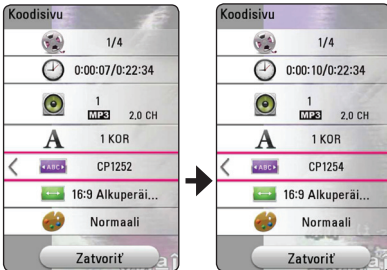 Koodisivu
1/4
0:00:07/0:22:34
1
MP3 2,0 CH
A 1 KOR
ABC CP1252
16:9 Alkuperäi...
Normaali
Zatvoriť
Koodisivu
1/4
0:00:10/0:22:34
1
MP3 2,0 CH
A 1 KOR
ABC CP1254
16:9 Alkuperäi...
Normaali
Zatvoriť